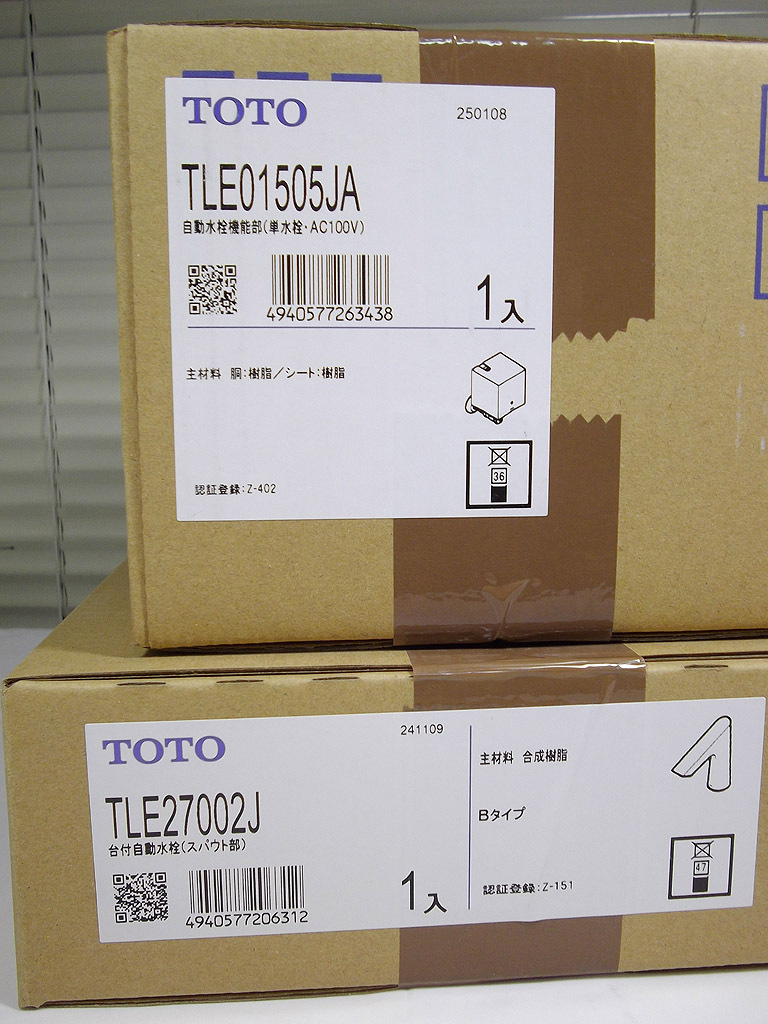 TOTO
250108
TLE01505JA
自動水栓機能部(単水栓・AC100V)
4940577263438
1入
主材料 胴:樹脂/シート:樹脂
36
認証登録:Z-402
TOTO
241109
TLE27002J
台付自動水栓(スパウト部)
4940577206312
1入
主材料 合成樹脂
Bタイプ
47
認証登録:Z-151